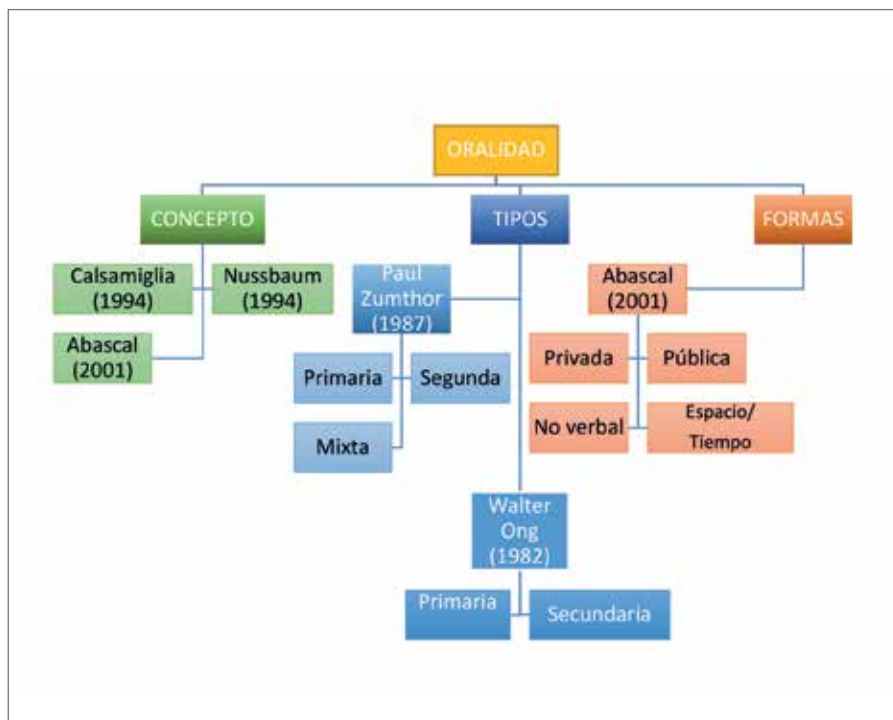 ORALIDAD
CONCEPTO
TIPOS
FORMAS
Calsamiglia
(1994)
Nussbaum
(1994)
Abascal
(2001)
Paul
Zumthor
(1987)
Primaria
Segunda
Mixta
Walter
Ong
(1982)
Primaria
Secundaria
Abascal
(2001)
Privada
Pública
No verbal
Espacio/
Tiempo